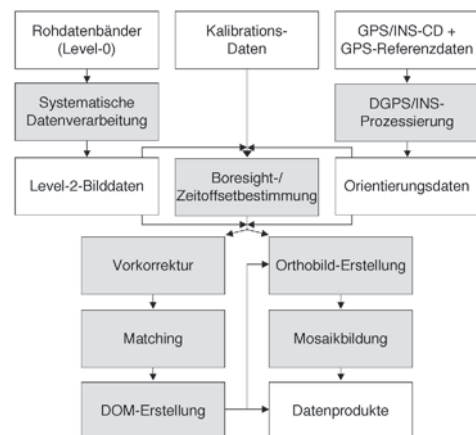 Rohdatenbänder
(Level-0)
Kalibrations-
Daten
GPS/INS-CD +
GPS-Referenzdaten
Systematische
Datenverarbeitung
DGPS/INS-
Prozessierung
Level-2-Bilddaten
Boresight-/
Zeitoffsetbestimmung
Orientierungsdaten
Vorkorrektur
Orthobild-Erstellung
Matching
Mosaikbildung
DOM-Erstellung
Datenprodukte